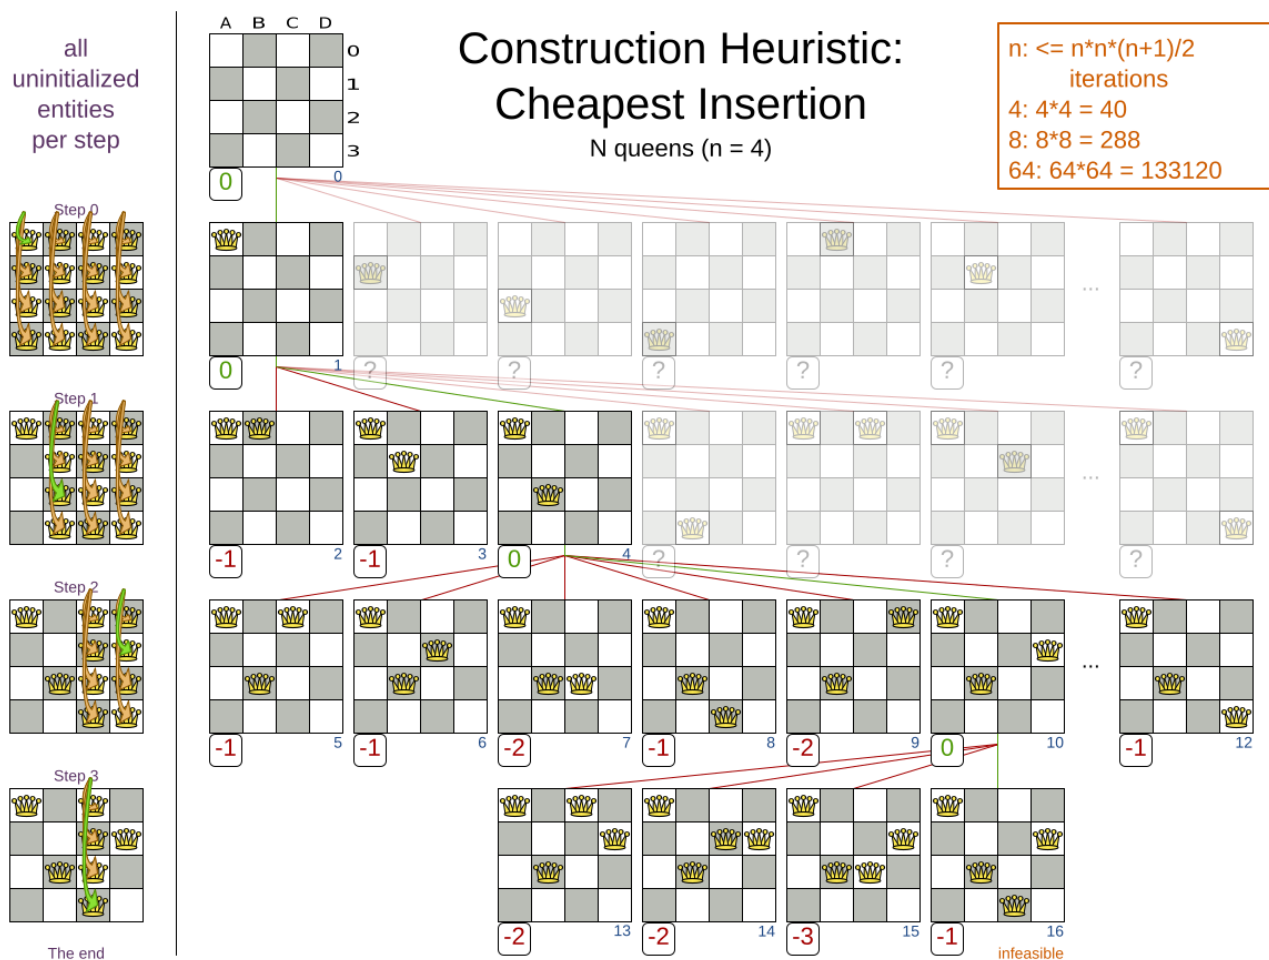 all
uninitialized
entities
per step
A B C D
0
1
2
3
Construction Heuristic:
Cheapest Insertion
N queens (n = 4)
n: <= n*n*(n+1)/2
iterations
4: 4*4 = 40
8: 8*8 = 288
64: 64*64 = 133120
0 0
Step 0
...
0 1 ? ? ? ? ? ?
Step 1
...
-1 2 -1 3 0 4 ? ? ? ?
Step 2
...
-1 5 -1 6 -2 7 -1 8 -2 9 0 10 -1 12
Step 3
-2 13 -2 14 -3 15 -1 16
The end
infeasible